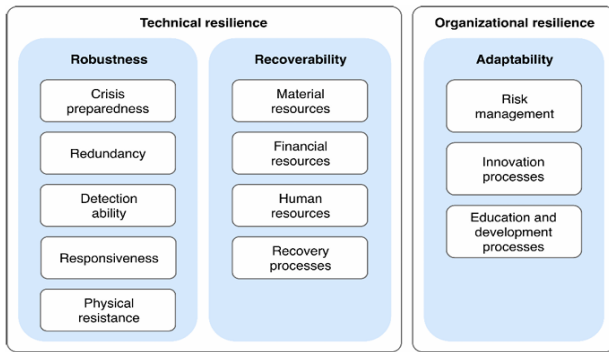 Technical resilience
Robustness
Crisis
preparedness
Redundancy
Detection
ability
Responsiveness
Physical
resistance
Recoverability
Material
resources
Financial
resources
Human
resources
Recovery
processes
Organizational resilience
Adaptability
Risk
management
Innovation
processes
Education and
development
processes